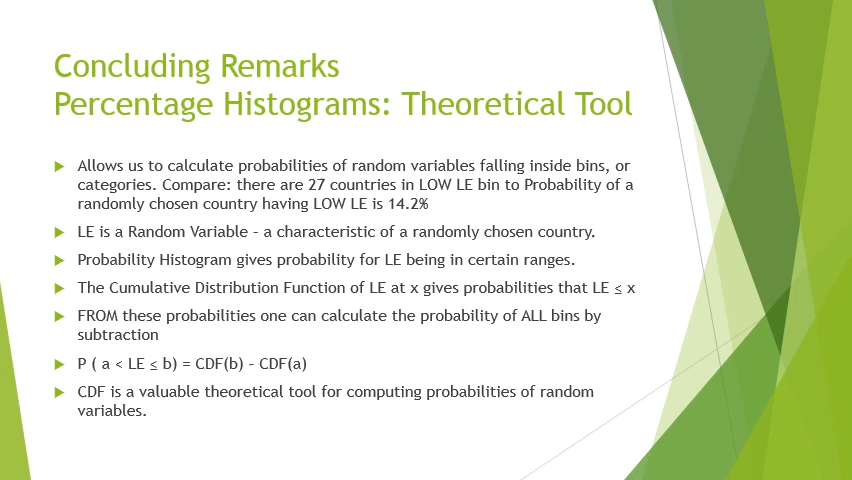 Concluding Remarks
Percentage Histograms: Theoretical Tool
Allows us to calculate probabilities of random variables falling inside bins, or
categories. Compare: there are 27 countries in LOW LE bin to Probability of a
randomly chosen country having LOW LE is 14.2%
LE is a Random Variable – a characteristic of a randomly chosen country.
Probability Histogram gives probability for LE being in certain ranges.
The Cumulative Distribution Function of LE at x gives probabilities that LE ≤ x
FROM these probabilities one can calculate the probability of ALL bins by
subtraction
P ( a < LE ≤ b) = CDF(b) – CDF(a)
CDF is a valuable theoretical tool for computing probabilities of random
variables.